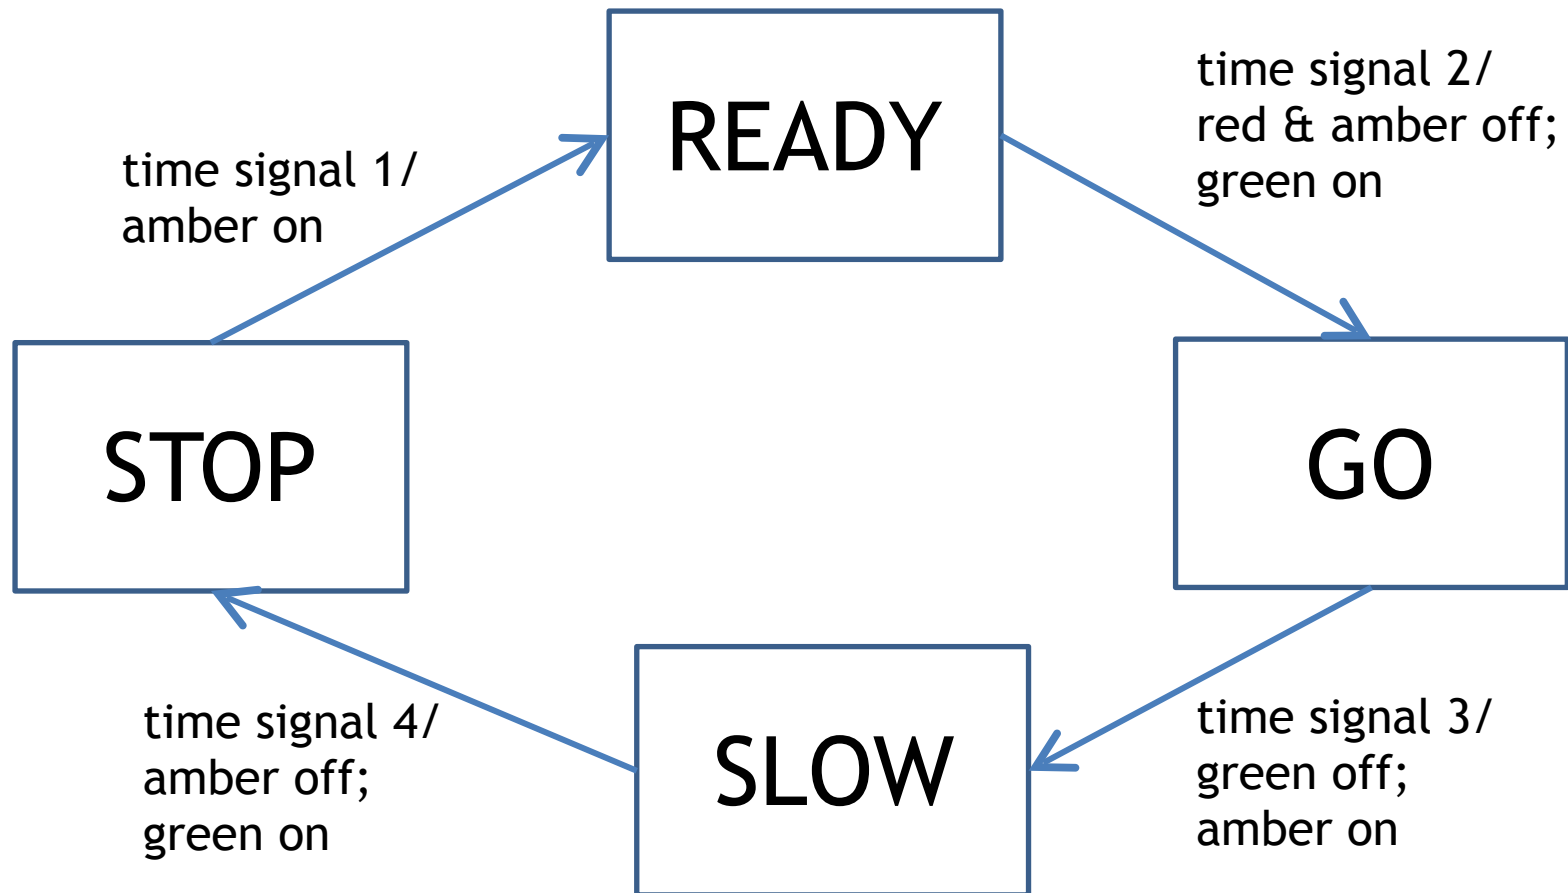 READY
time signal 2/
red & amber off;
green on
time signal 1/
amber on
STOP
GO
time signal 4/
amber off;
green on
SLOW
time signal 3/
green off;
amber on